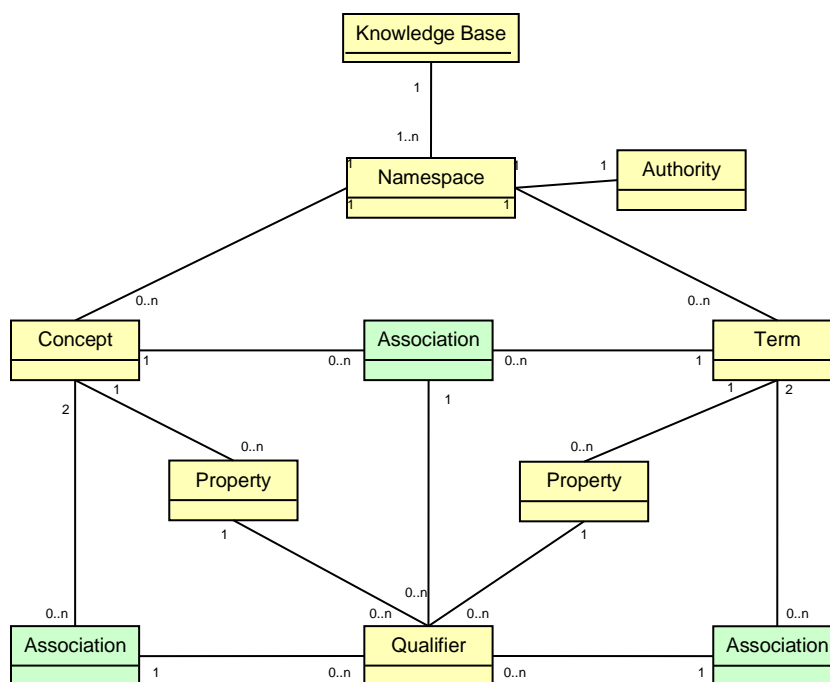 Knowledge Base
1
1..n
1
1
1
Authority
Namespace
1
1
0..n
0..n
Concept
Association
Term
1
0..n
0..n
1
1
1
1
2
2
0..n
0..n
Property
Property
1
1
0..n
0..n
0..n
0..n
0..n
Association
Qualifier
Association
1
0..n
0..n
1